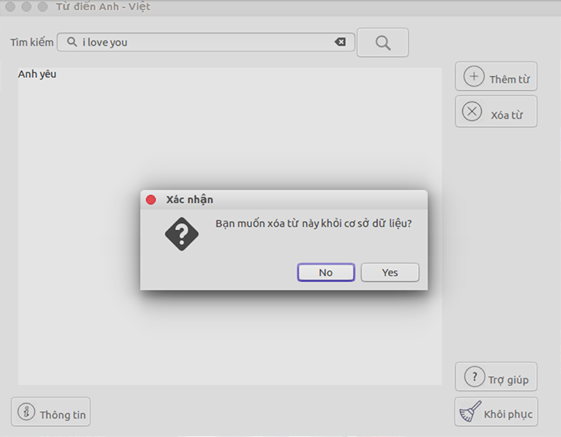 Từ điển Anh - Việt
Tìm kiếm
i love you
Anh yêu
Thêm từ
Xóa từ
Xác nhận
Bạn muốn xóa từ này khỏi cơ sở dữ liệu?
No
Yes
Trợ giúp
Thông tin
Khôi phục